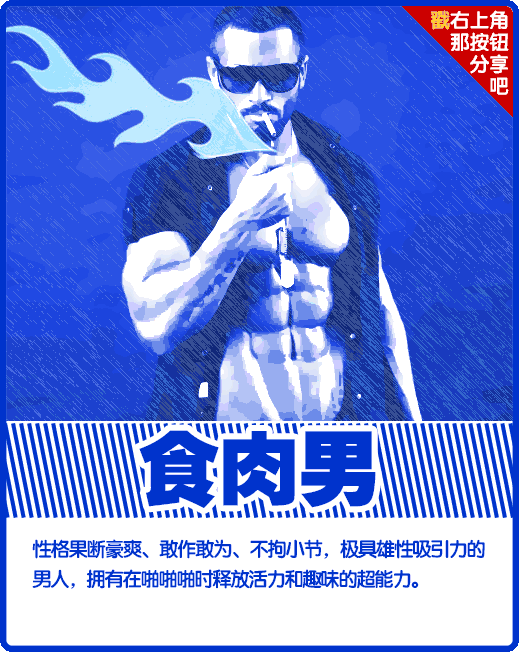 戳右上角
那按钮
分享
吧
食肉男
性格果断豪爽、敢作敢为、不拘小节，极具雄性吸引力的
男人，拥有在啪啪啪时释放活力和趣味的超能力。